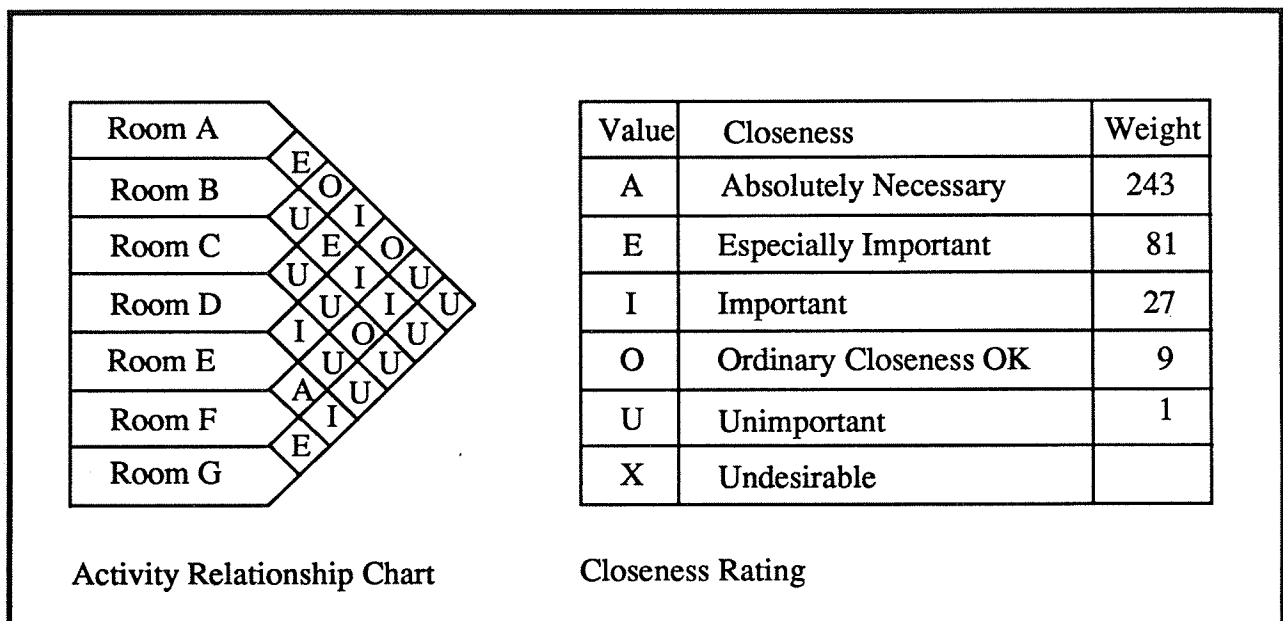 Room A
E
Room B O
U I
Room C E O
U I U
Room D U I U
I O U
Room E U U
A U
Room F I
E
Room G
Activity Relationship Chart
Value Closeness Weight
A Absolutely Necessary 243
E Especially Important 81
I Important 27
O Ordinary Closeness OK 9
U Unimportant 1
X Undesirable
Closeness Rating